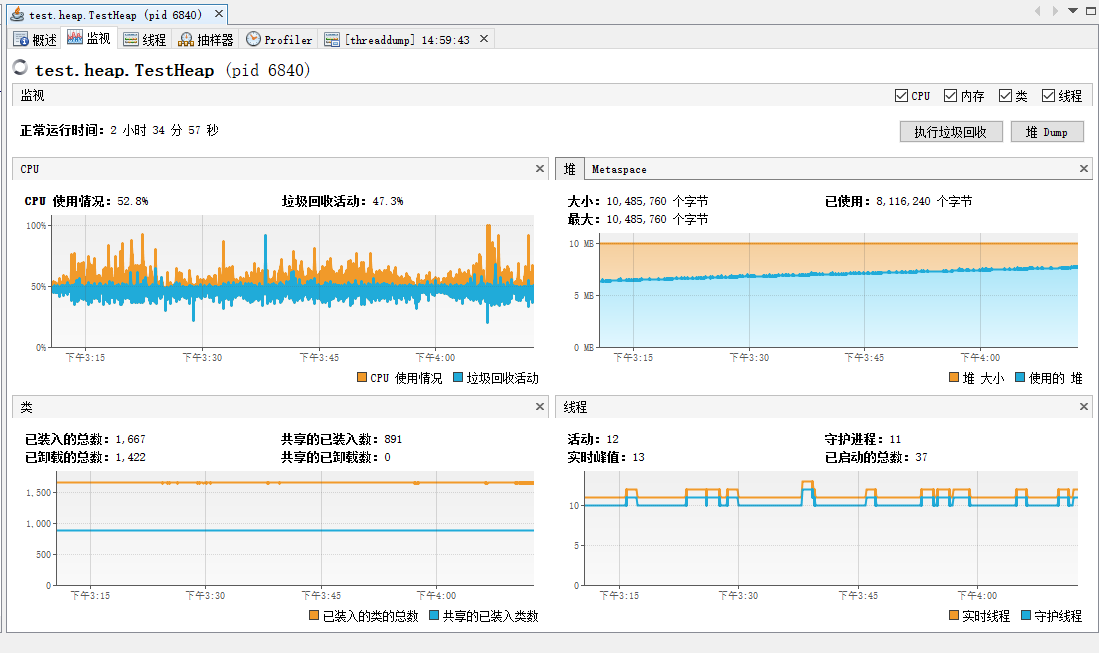 test.heap.TestHeap (pid 6840)
概述 监视 线程 抽样器 Profiler [threaddump] 14:59:43
test.heap.TestHeap (pid 6840)
监视 CPU 内存 类 线程
正常运行时间: 2 小时 34 分 57 秒 执行垃圾回收 堆 Dump
CPU
CPU 使用情况: 52.8% 垃圾回收活动: 47.3%
100%
50%
0%
下午3:15 下午3:30 下午3:45 下午4:00
CPU 使用情况 垃圾回收活动
堆 Metaspace
大小: 10,485,760 个字节 已使用: 8,116,240 个字节
最大: 10,485,760 个字节
10 MB
5 MB
0 MB
下午3:15 下午3:30 下午3:45 下午4:00
堆 大小 使用的 堆
类
已装入的总数: 1,667 共享的已装入数: 891
已卸载的总数: 1,422 共享的已卸载数: 0
1,500
1,000
500
0
下午3:15 下午3:30 下午3:45 下午4:00
已装入的类的总数 共享的已装入类数
线程
活动: 12 守护进程: 11
实时峰值: 13 已启动的总数: 37
10
5
0
下午3:15 下午3:30 下午3:45 下午4:00
实时线程 守护线程